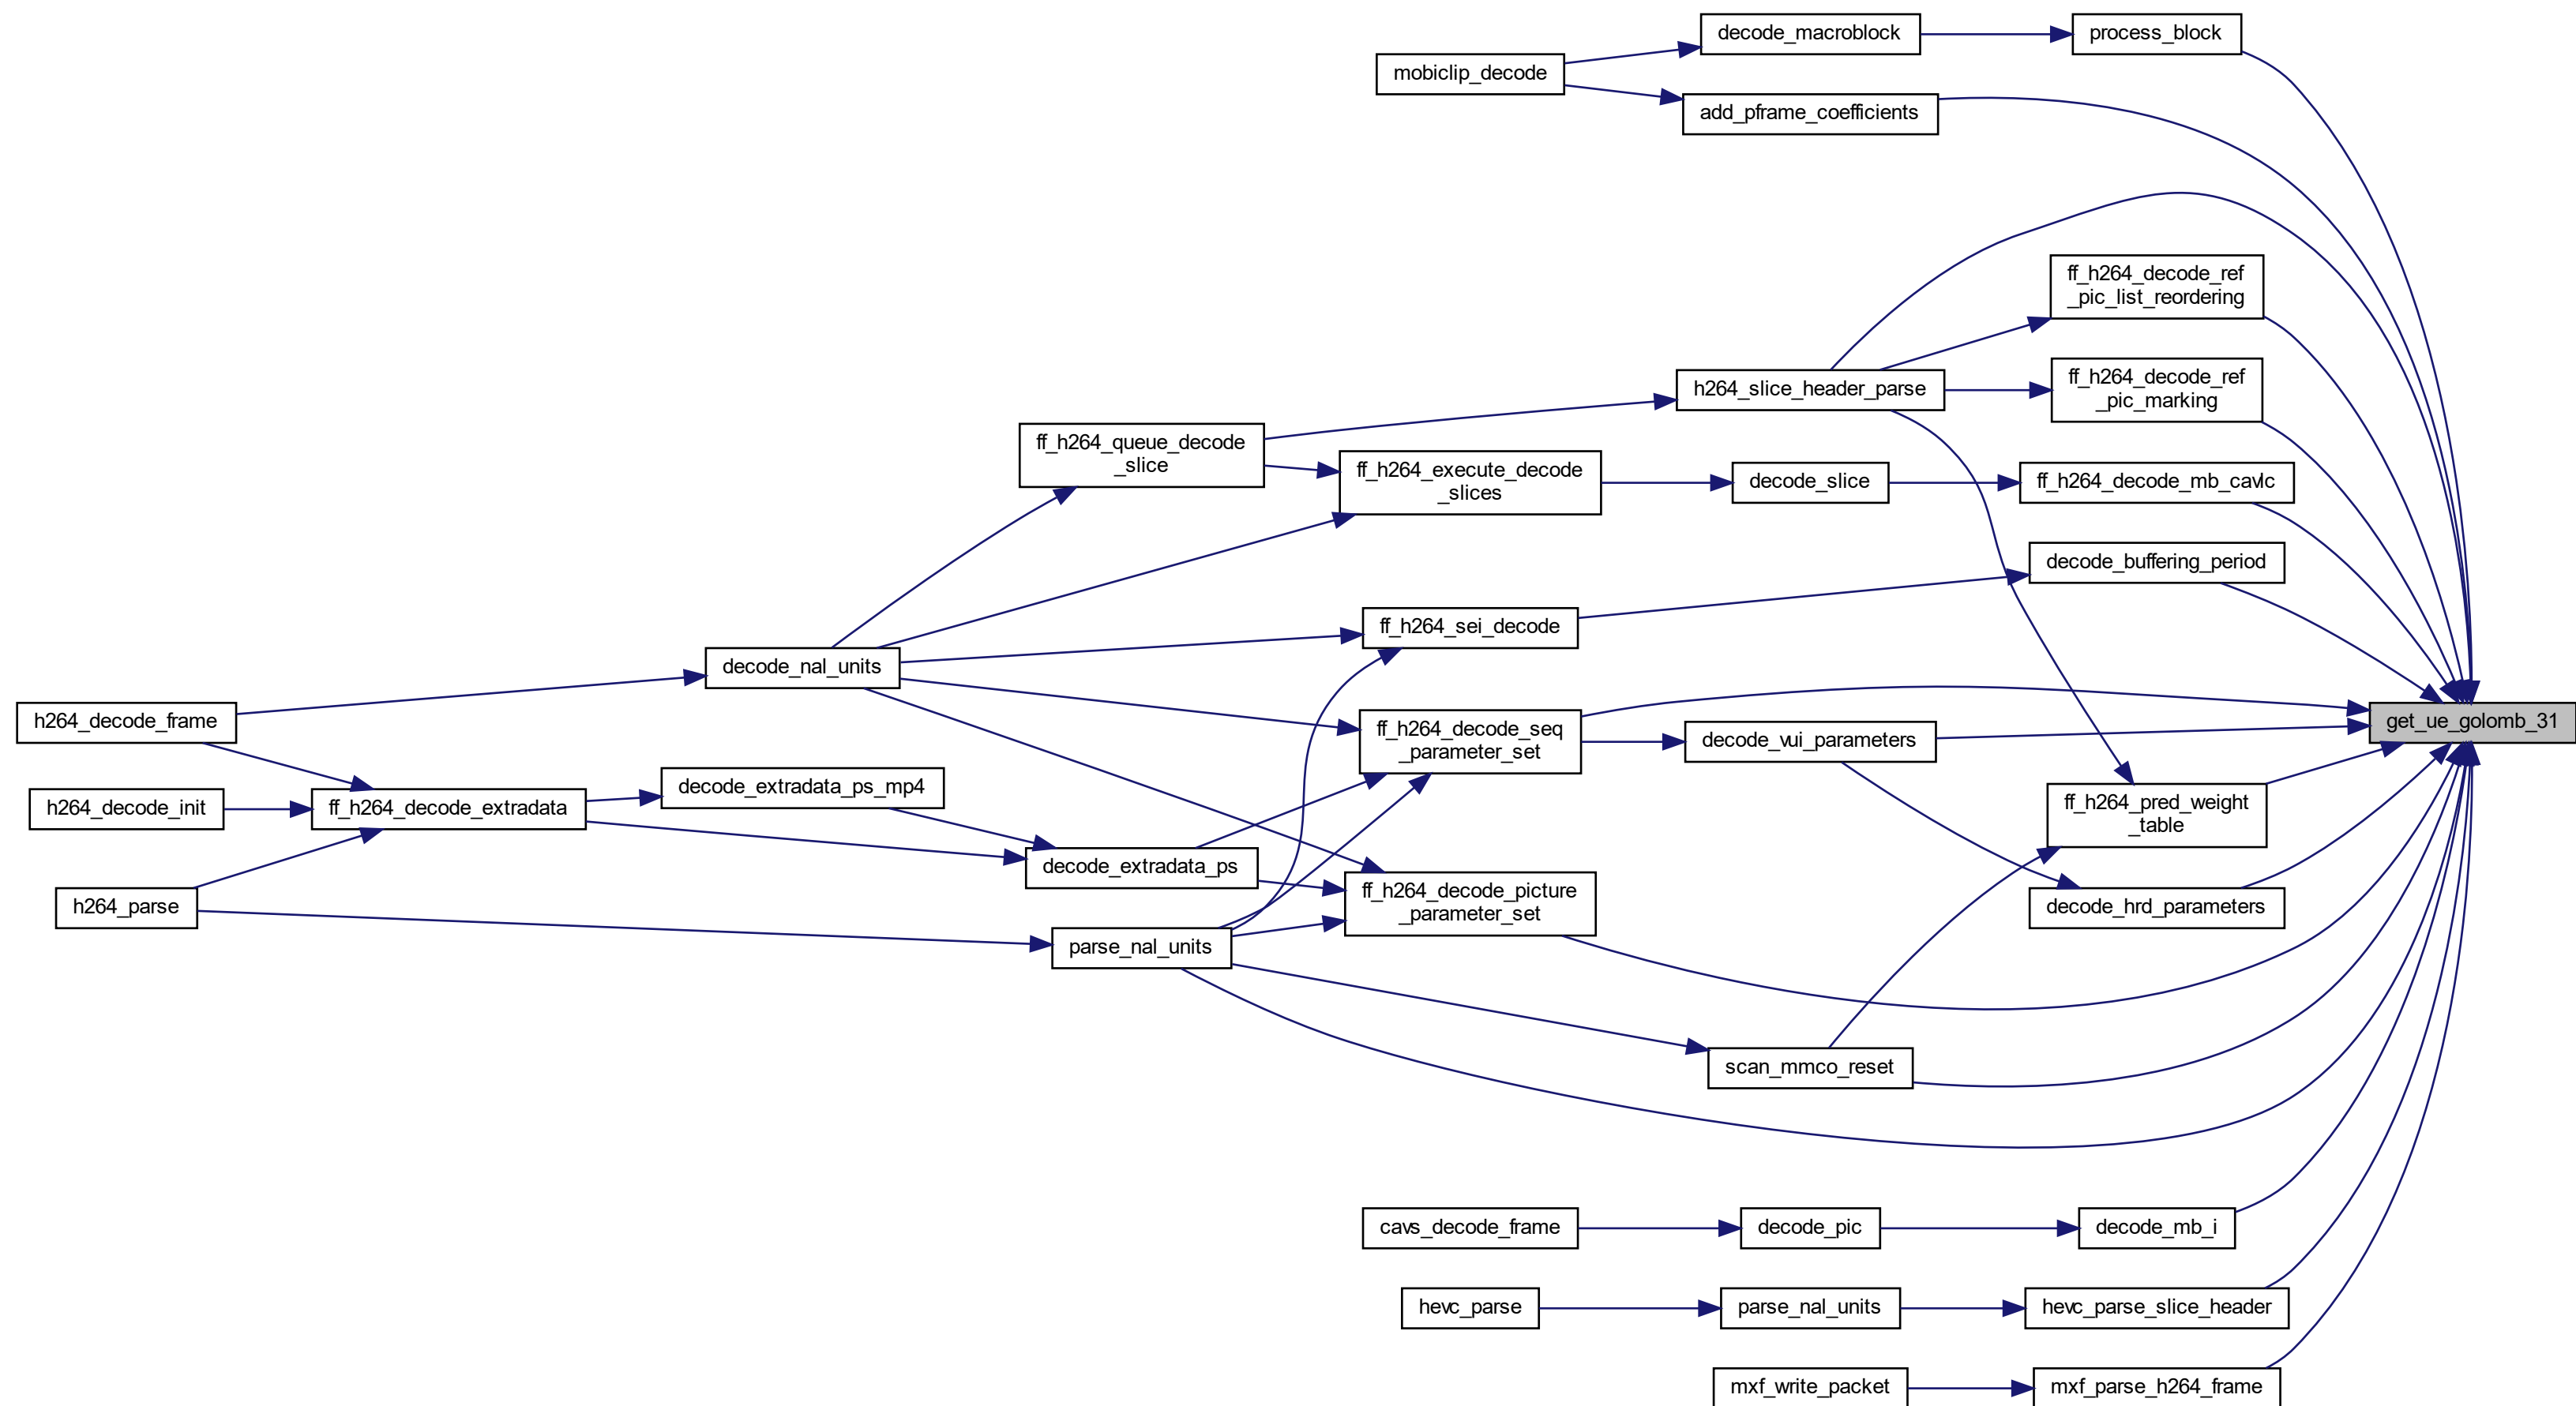 process_block
decode_macroblock
mobiclip_decode
add_pframe_coefficients
ff_h264_decode_ref
_pic_list_reordering
h264_slice_header_parse
ff_h264_decode_ref
_pic_marking
ff_h264_queue_decode
_slice
ff_h264_execute_decode
_slices
decode_slice
ff_h264_decode_mb_cavlc
decode_buffering_period
ff_h264_sei_decode
decode_nal_units
h264_decode_frame
ff_h264_decode_seq
_parameter_set
decode_vui_parameters
get_ue_golomb_31
h264_decode_init
ff_h264_decode_extradata
decode_extradata_ps_mp4
ff_h264_pred_weight
_table
decode_extradata_ps
h264_parse
ff_h264_decode_picture
_parameter_set
decode_hrd_parameters
parse_nal_units
scan_mmco_reset
cavs_decode_frame
decode_pic
decode_mb_i
hevc_parse
parse_nal_units
hevc_parse_slice_header
mxf_write_packet
mxf_parse_h264_frame